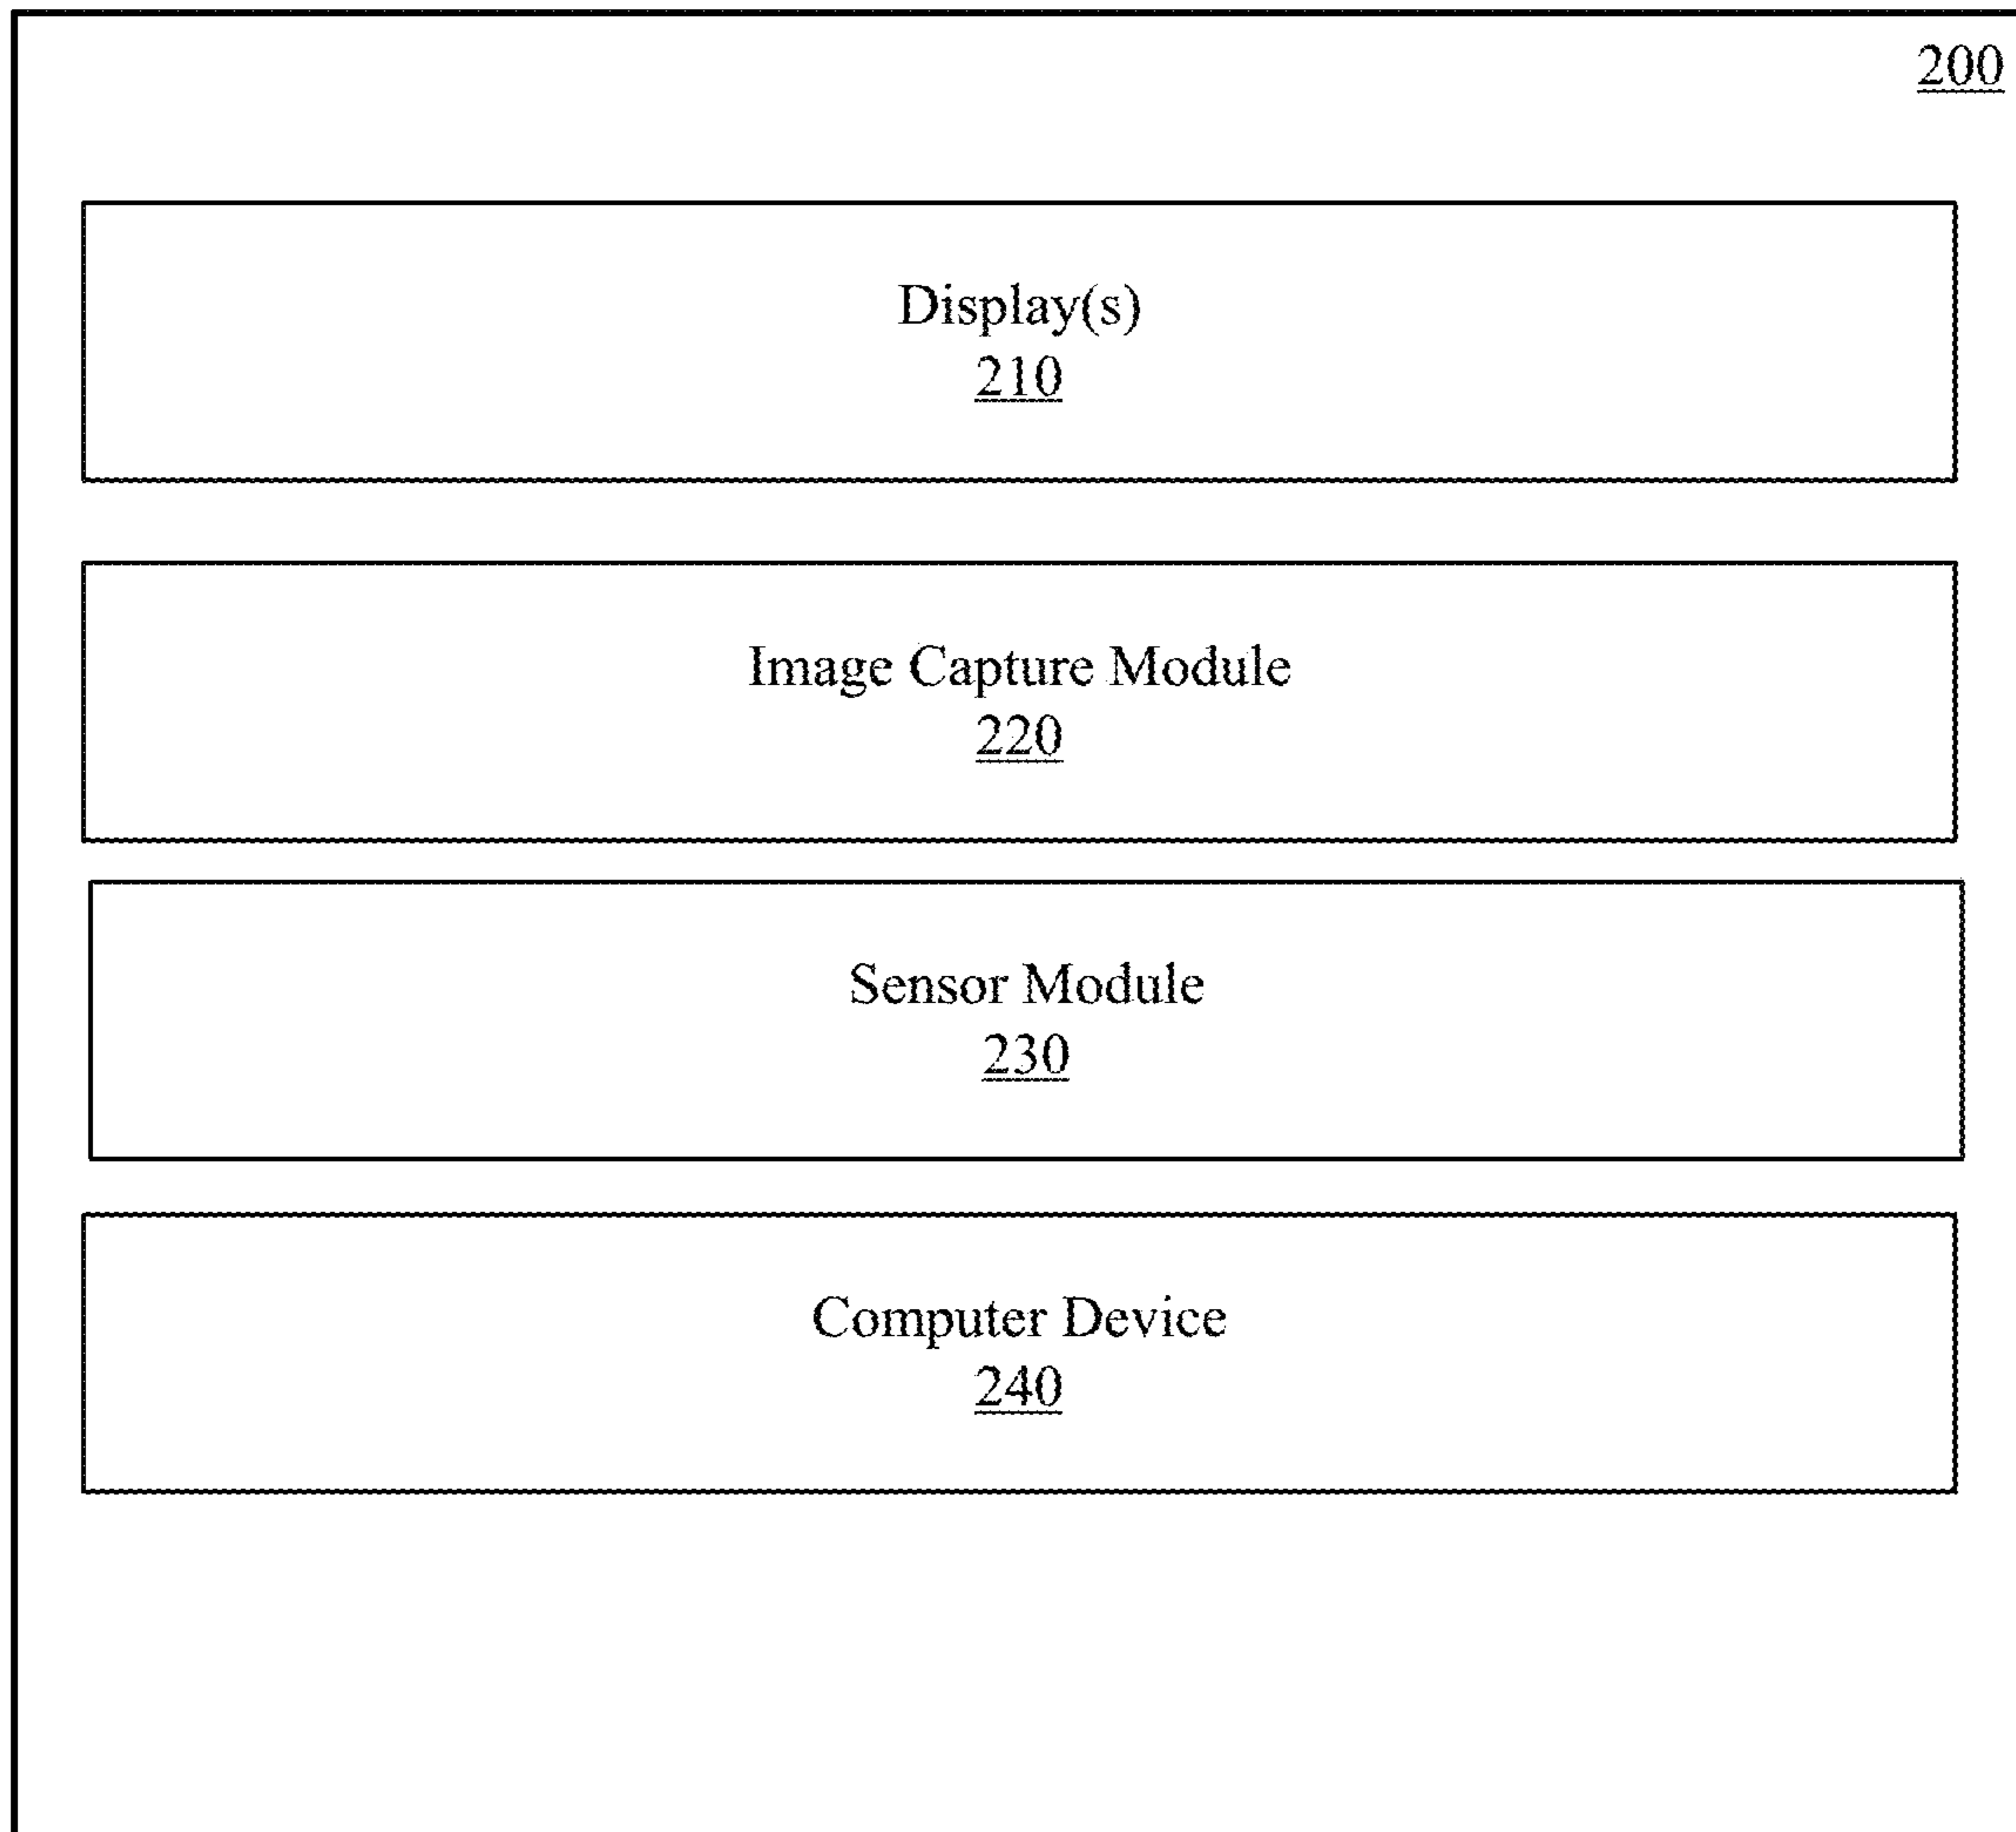 200
Display(s)
210
Image Capture Module
220
Sensor Module
230
Computer Device
240